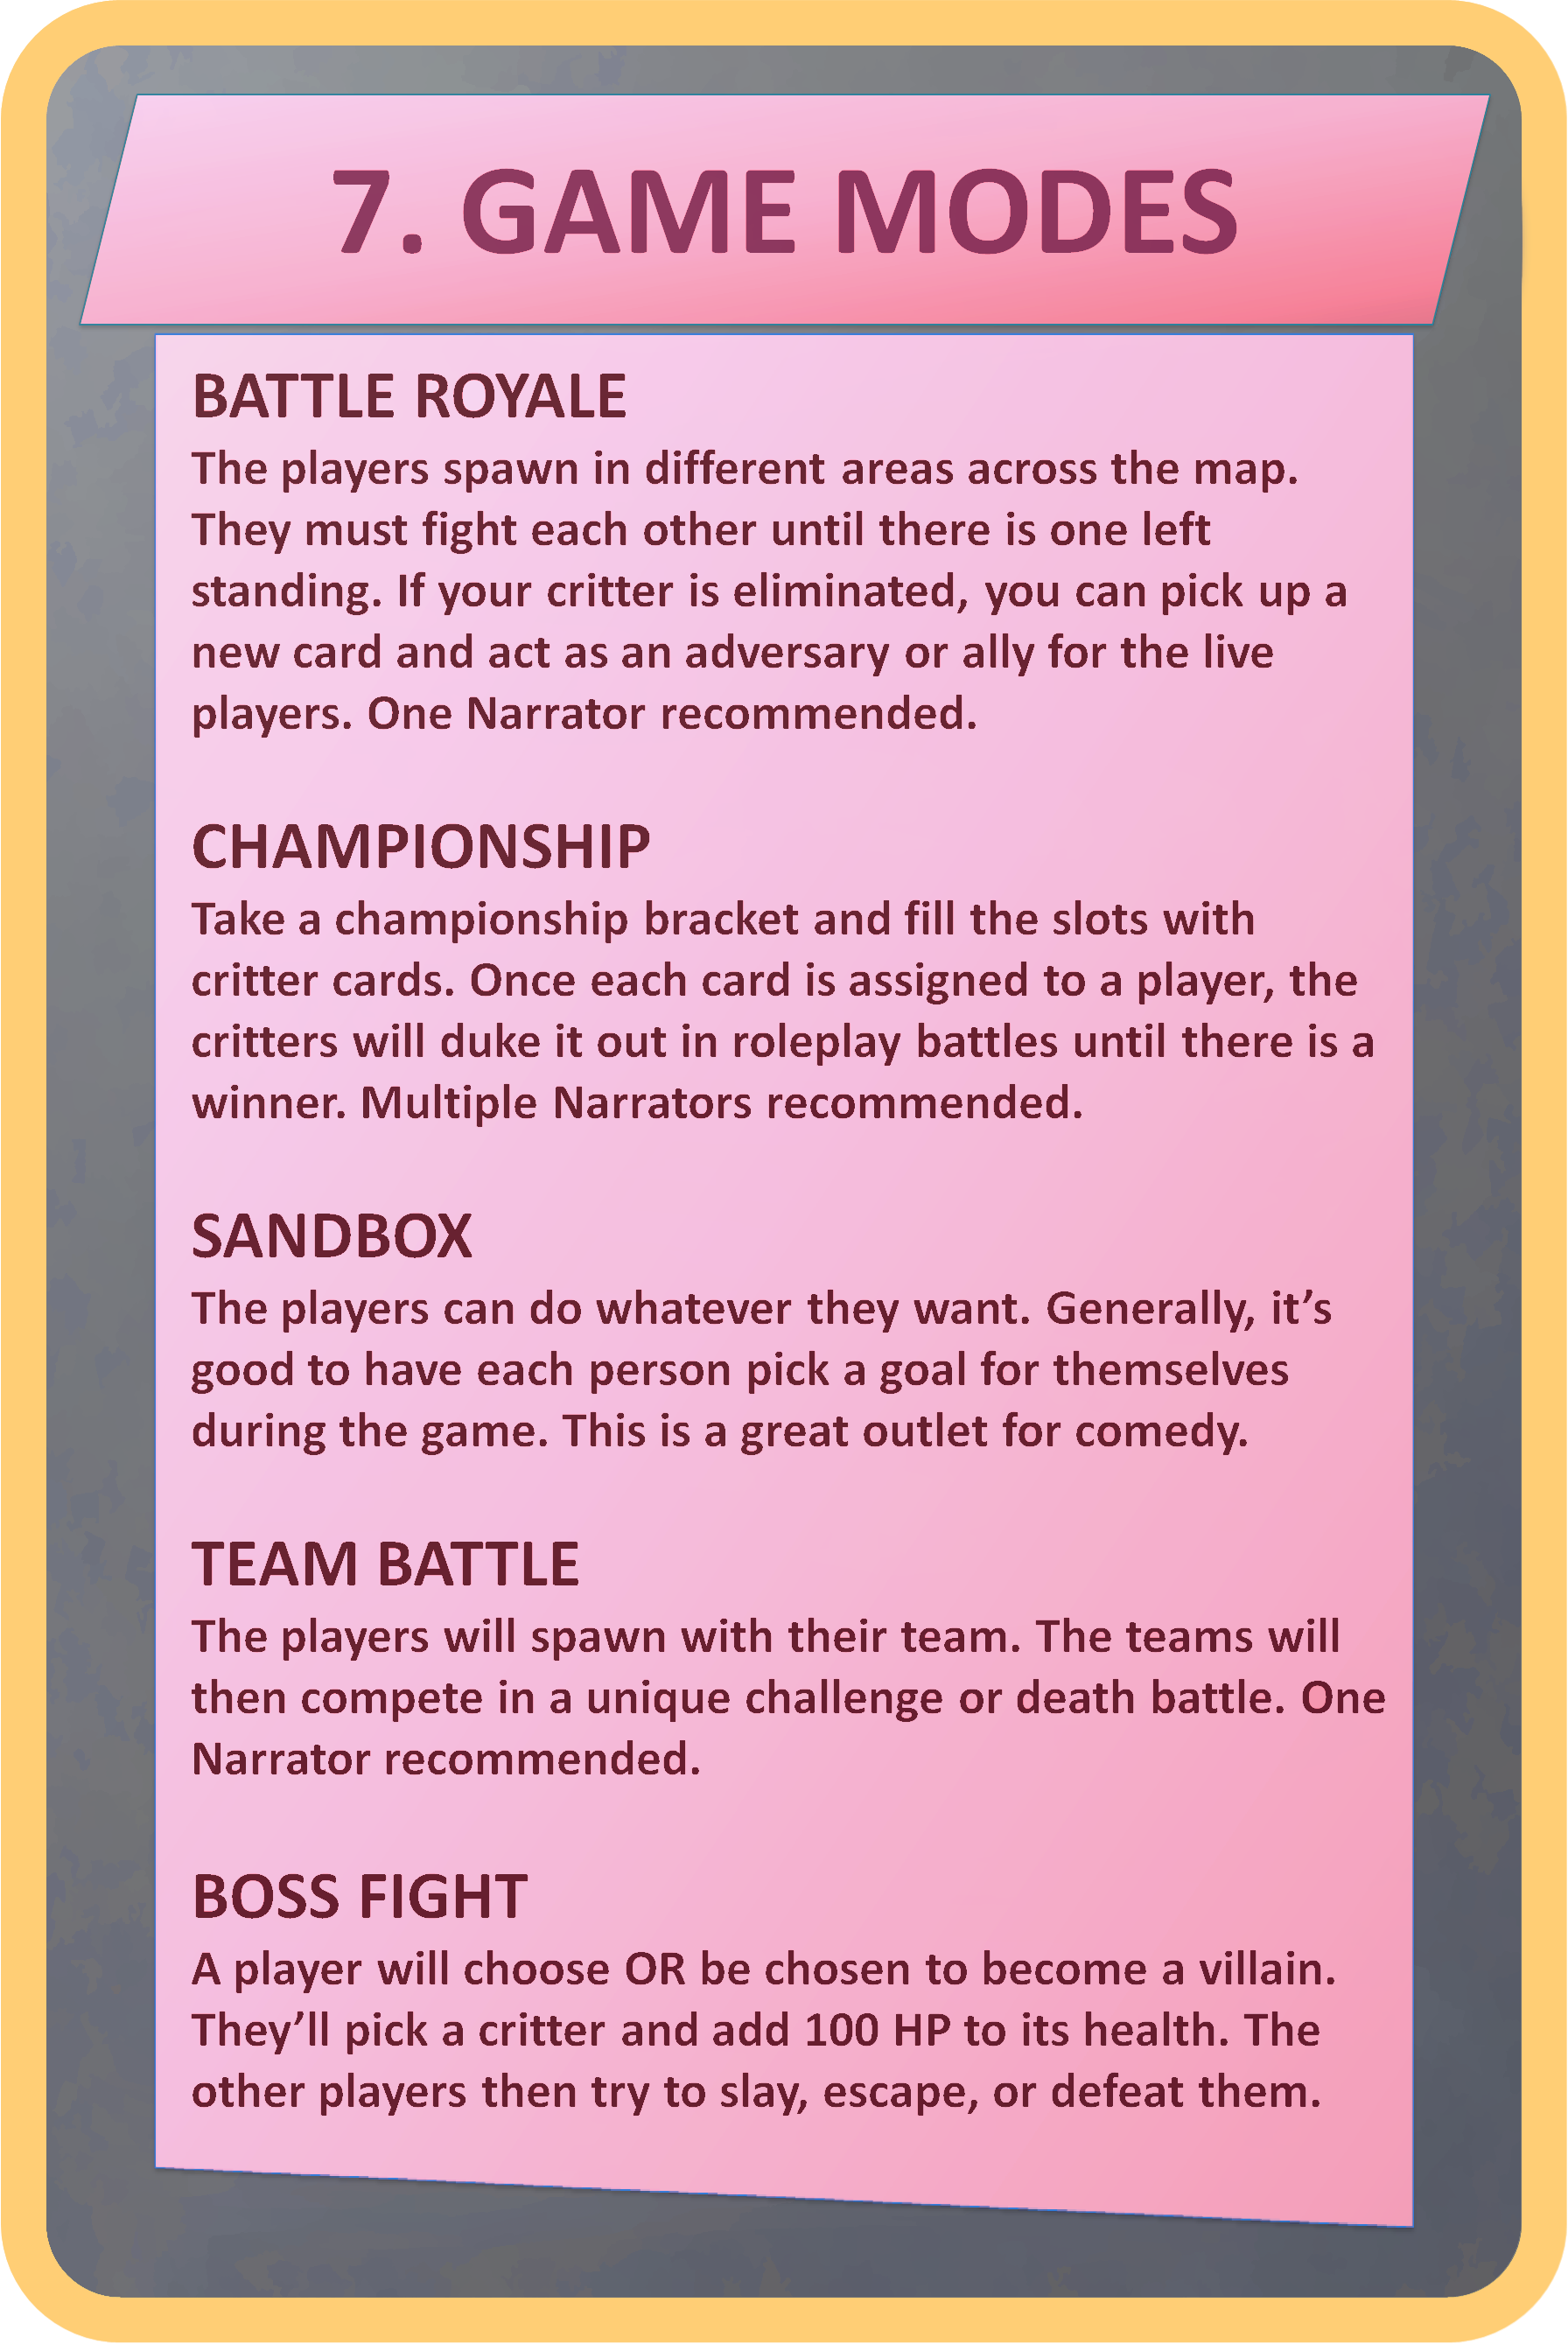 7. GAME MODES
BATTLE ROYALE
The players spawn in different areas across the map.
They must fight each other until there is one left
standing. If your critter is eliminated, you can pick up a
new card and act as an adversary or ally for the live
players. One Narrator recommended.
CHAMPIONSHIP
Take a championship bracket and fill the slots with
critter cards. Once each card is assigned to a player, the
critters will duke it out in roleplay battles until there is a
winner. Multiple Narrators recommended.
SANDBOX
The players can do whatever they want. Generally, it’s
good to have each person pick a goal for themselves
during the game. This is a great outlet for comedy.
TEAM BATTLE
The players will spawn with their team. The teams will
then compete in a unique challenge or death battle. One
Narrator recommended.
BOSS FIGHT
A player will choose OR be chosen to become a villain.
They’ll pick a critter and add 100 HP to its health. The
other players then try to slay, escape, or defeat them.